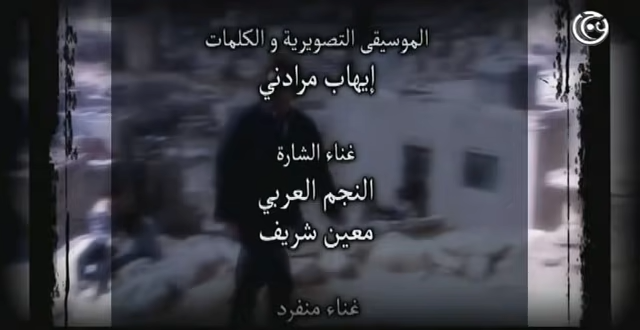 الموسيقى التصويرية و الكلمات
إيهاب مرادني
غناء الشارة
النجم العربي
معين شريف
غناء منفرد